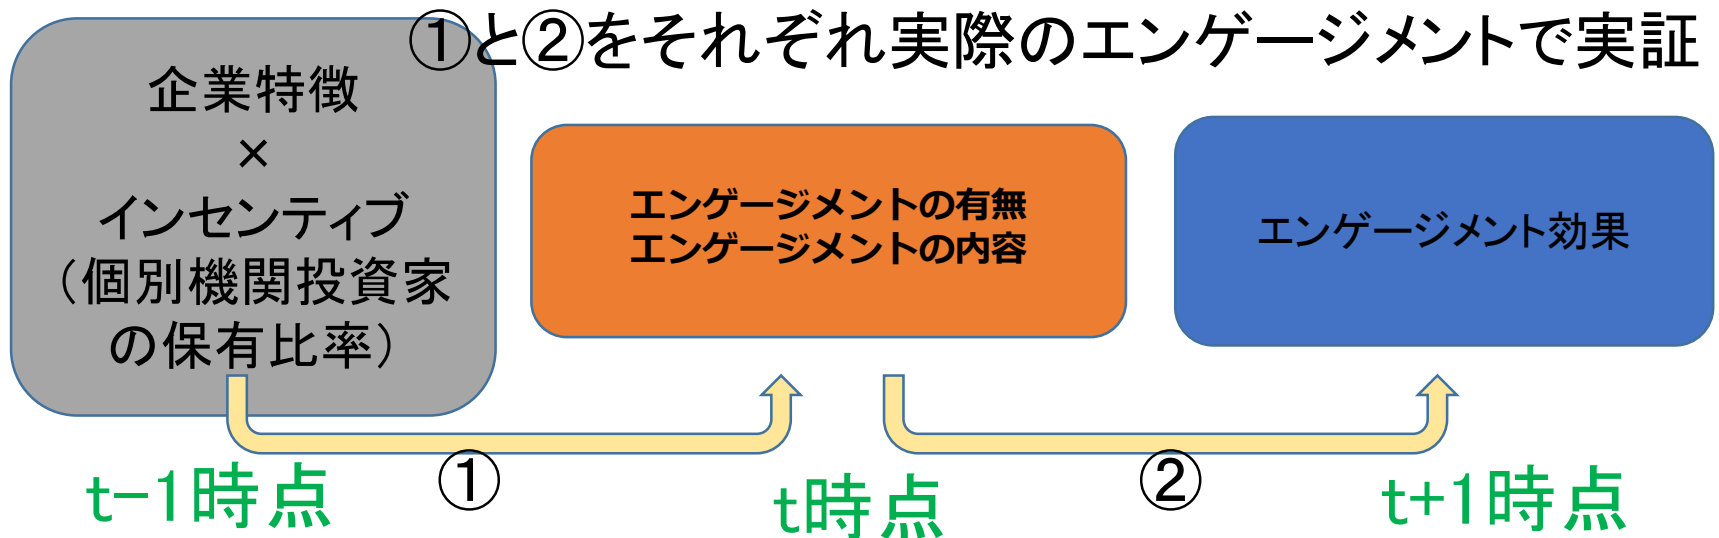 ①と②をそれぞれ実際のエンゲージメントで実証
企業特徴
×
インセンティブ
（個別機関投資家
の保有比率）
エンゲージメントの有無
エンゲージメントの内容
エンゲージメント効果
①
②
t-1時点
t時点
t+1時点